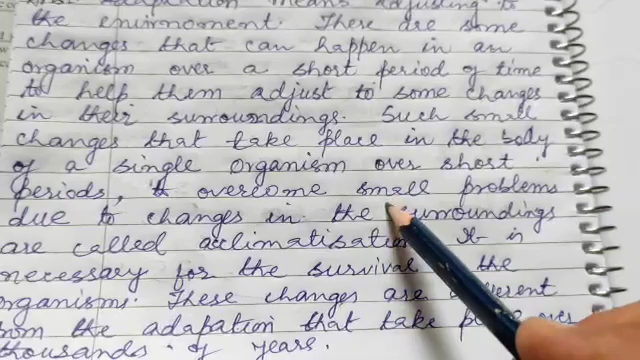 Adaptation means adjusting to
the environment. There are some
changes that can happen in an
organism over a short period of time
to help them adjust to some changes
in their surroundings. Such small
changes that take place in the body
of a single organism over short
periods, to overcome small problems
due to changes in the surroundings
are called acclimatisation It is
necessary for the survival the
organisms. These changes are
from the adapation that take place over
thousands of years.